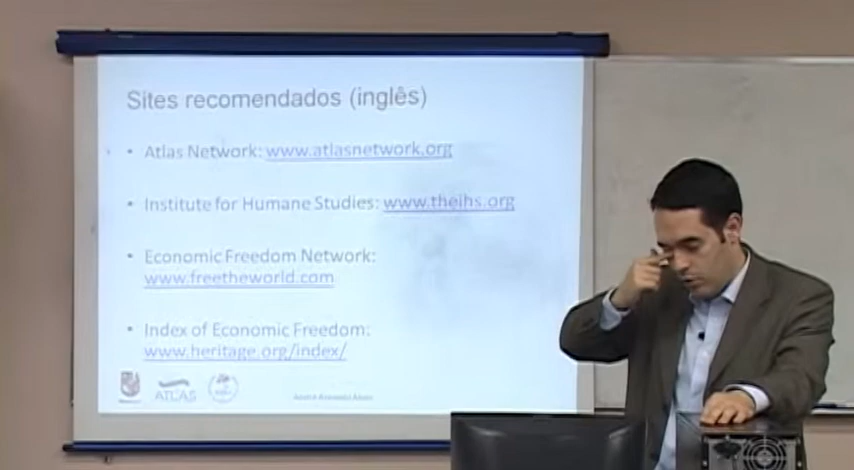 Sites recomendados (inglês)
• Atlas Network: www.atlasnetwork.org
• Institute for Humane Studies: www.theihs.org
• Economic Freedom Network:
www.freetheworld.com
• Index of Economic Freedom:
www.heritage.org/index/
ATLAS